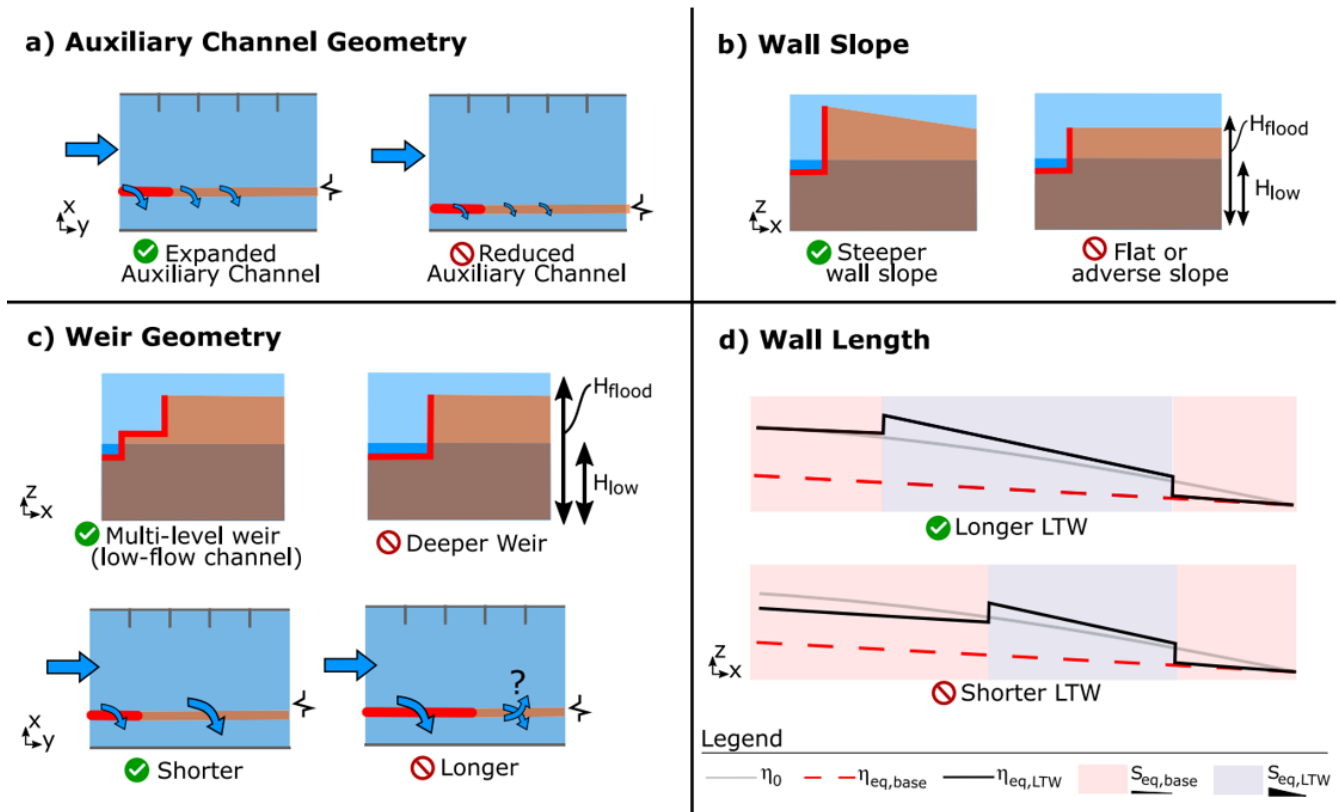 a) Auxiliary Channel Geometry
x
y
Expanded
Auxiliary Channel
Reduced
Auxiliary Channel
b) Wall Slope
H_flood
H_low
z
x
Steeper
wall slope
Flat or
adverse slope
c) Weir Geometry
H_flood
H_low
z
x
Multi-level weir
(low-flow channel)
Deeper Weir
?
x
y
Shorter
Longer
d) Wall Length
Longer LTW
z
x
Shorter LTW
Legend
η_0 η_eq,base η_eq,LTW S_eq,base S_eq,LTW